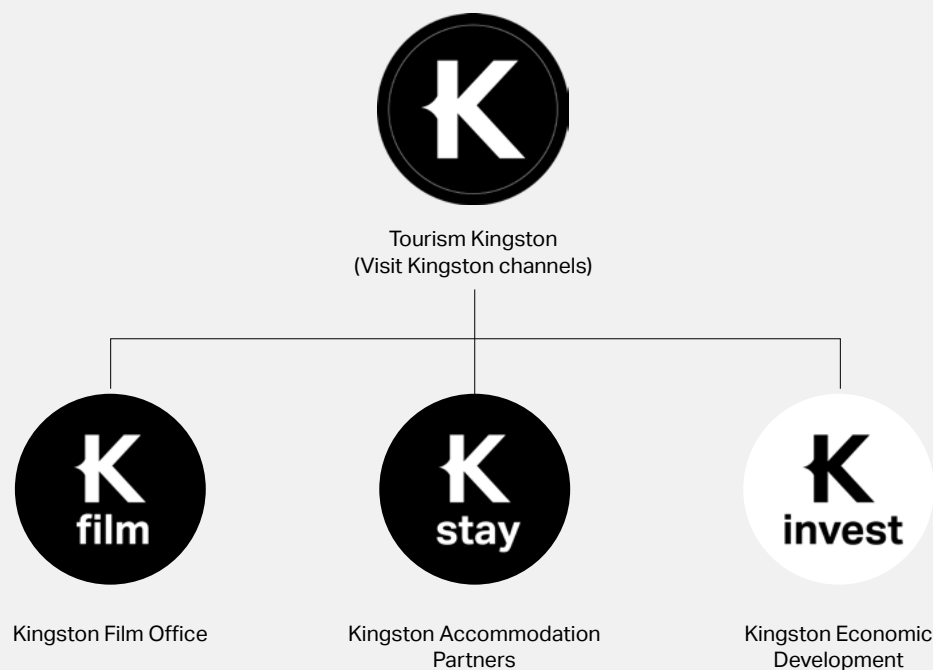 K
Tourism Kingston
(Visit Kingston channels)
K
film
K
stay
K
invest
Kingston Film Office
Kingston Accommodation
Partners
Kingston Economic
Development